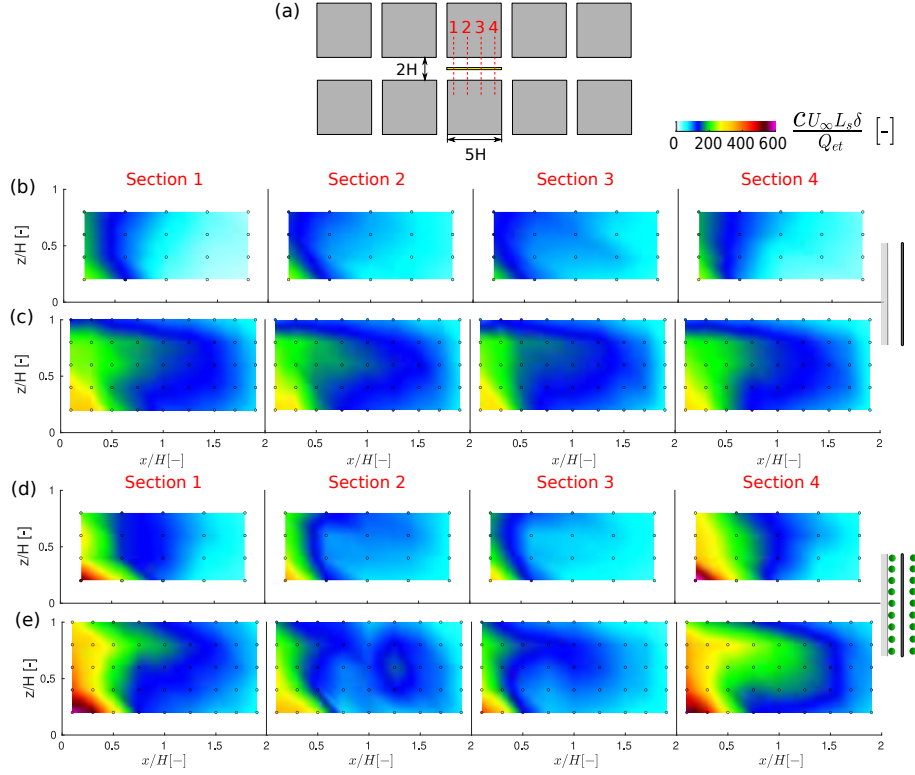 (a)
1 2 3 4
2H
5H
𝒞U∞Lsδ / Qet [-]
0 200 400 600
Section 1 Section 2 Section 3 Section 4
(b)
z/H [-]
1
0.5
0
(c)
z/H [-]
1
0.5
0
0 0.5 1 1.5 2 0.5 1 1.5 2 0.5 1 1.5 2 0.5 1 1.5 2
x/H[−] x/H[−] x/H[−] x/H[−]
Section 1 Section 2 Section 3 Section 4
(d)
z/H [-]
1
0.5
0
(e)
z/H [-]
1
0.5
0
0 0.5 1 1.5 2 0.5 1 1.5 2 0.5 1 1.5 2 0.5 1 1.5 2
x/H[−] x/H[−] x/H[−] x/H[−]